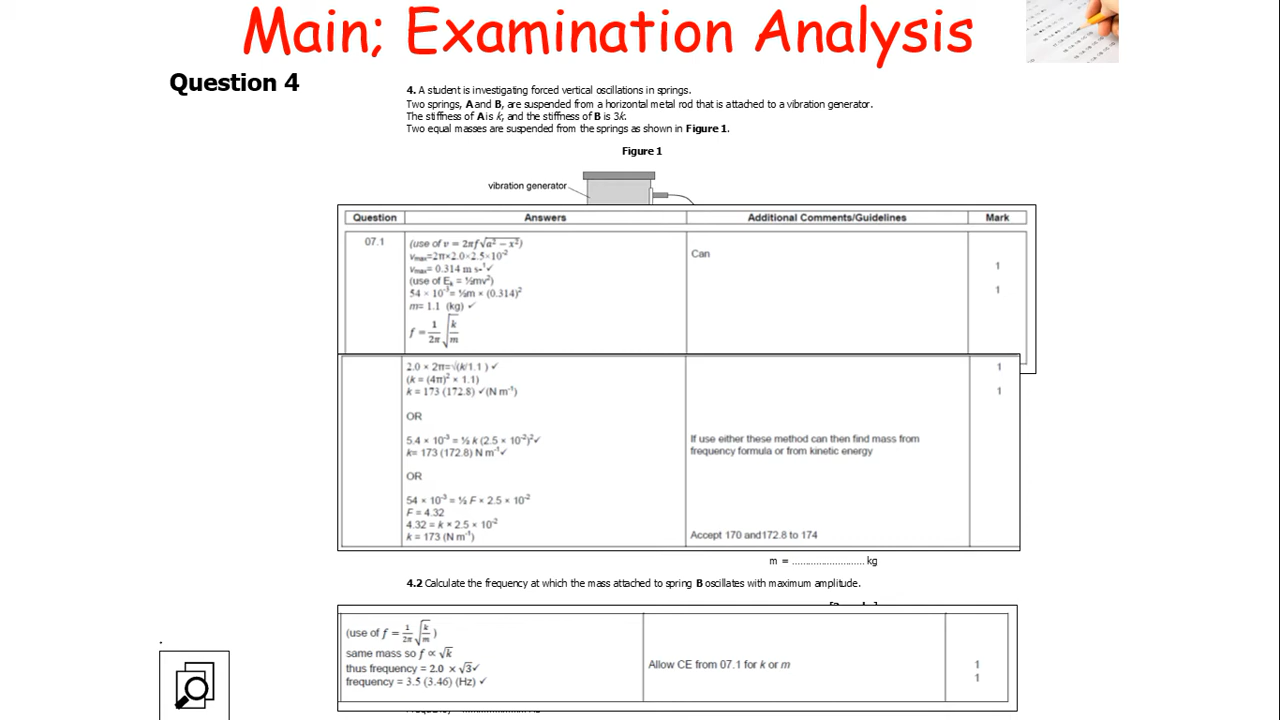 Main; Examination Analysis
Question 4
4. A student is investigating forced vertical oscillations in springs.
Two springs, A and B, are suspended from a horizontal metal rod that is attached to a vibration generator.
The stiffness of A is k, and the stiffness of B is 3k.
Two equal masses are suspended from the springs as shown in Figure 1.
Figure 1
vibration generator
Question Answers Additional Comments/Guidelines Mark
07.1 (use of v = 2πf√(a² – x²)
vmax=2π×2.0×2.5×10⁻² Can
vmax= 0.314 m s⁻¹✓ 1
(use of Ek = ½mv²)
54 × 10⁻³= ½m × (0.314)² 1
m= 1.1 (kg) ✓
f = 1/2π √(k/m)
2.0 × 2π=√(k/1.1 ) ✓ 1
(k = (4π)² × 1.1)
k = 173 (172.8) ✓(N m⁻¹) 1
OR
5.4 × 10⁻³ = ½ k (2.5 × 10⁻²)²✓ If use either these method can then find mass from
k= 173 (172.8) N m⁻¹✓ frequency formula or from kinetic energy
OR
54 × 10⁻³ = ½ F × 2.5 × 10⁻²
F = 4.32
4.32 = k × 2.5 × 10⁻²
k = 173 (N m⁻¹) Accept 170 and172.8 to 174
m = ........................... kg
4.2 Calculate the frequency at which the mass attached to spring B oscillates with maximum amplitude.
(use of f = 1/2π √(k/m) )
same mass so f ∝ √k
thus frequency = 2.0 × √3✓ Allow CE from 07.1 for k or m 1
frequency = 3.5 (3.46) (Hz) ✓ 1